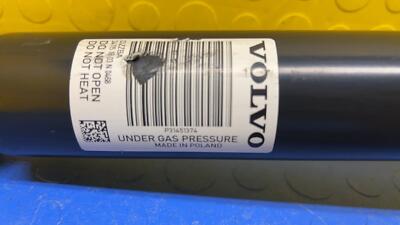 DO NOT OPEN
DO NOT HEAT
P31451374
UNDER GAS PRESSURE
MADE IN POLAND
VOLVO